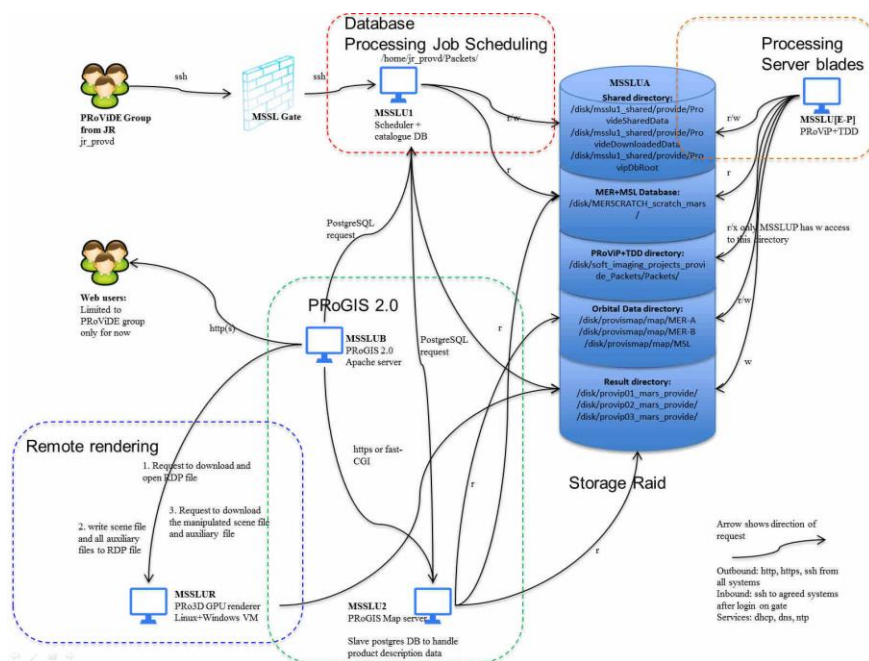 Database
Processing Job Scheduling
/home/jr_provd/Packets/
Processing
Server blades
ssh
ssh
PRoViDE Group
from JR
jr_provd
MSSL Gate
MSSLU1
Scheduler +
catalogue DB
r/w
r
MSSLUA
Shared directory:
/disk/msslu1_shared/provide/Pro
videSharedData
/disk/msslu1_shared/provide/Pro
videDownloadedData
/disk/msslu1_shared/provide/Pro
vipDbRoot
MER+MSL Database:
/disk/MERSCRATCH_scratch_mars
/
PRoViP+TDD directory:
/disk/soft_imaging_projects_provi
de_Packets/Packets/
Orbital Data directory:
/disk/provismap/map/MER-A
/disk/provismap/map/MER-B
/disk/provismap/map/MSL
Result directory:
/disk/provip01_mars_provide/
/disk/provip02_mars_provide/
/disk/provip03_mars_provide/
Storage Raid
MSSLU[E-P]
PRoViP+TDD
r/w
r
r/x only MSSLUP has w access
to this directory
r/w
w
PostgreSQL
request
Web users:
Limited to
PRoViDE group
only for now
http(s)
PRoGIS 2.0
MSSLUB
PRoGIS 2.0
Apache server
PostgreSQL
request
r
https or fast-
CGI
r
r
Remote rendering
1. Request to download and
open RDP file
2. write scene file
and all auxiliary
files to RDP file
3. Request to download
the manipulated scene file
and auxiliary file
MSSLUR
PRo3D GPU renderer
Linux+Windows VM
MSSLU2
PRoGIS Map server
Slave postgres DB to handle
product description data
Arrow shows direction of
request
Outbound: http, https, ssh from
all systems
Inbound: ssh to agreed systems
after login on gate
Services: dhcp, dns, ntp